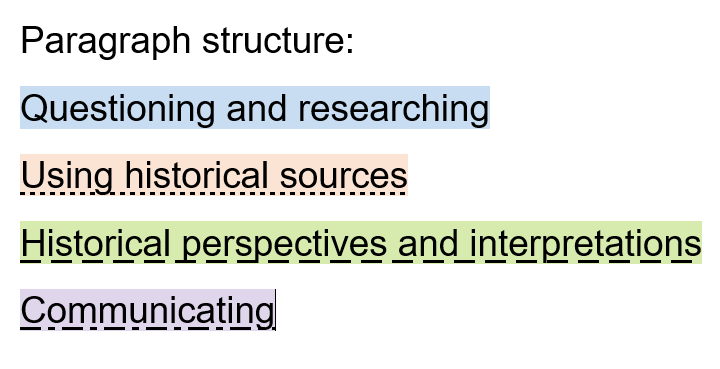 Paragraph structure:
Questioning and researching
Using historical sources
Historical perspectives and interpretations
Communicating